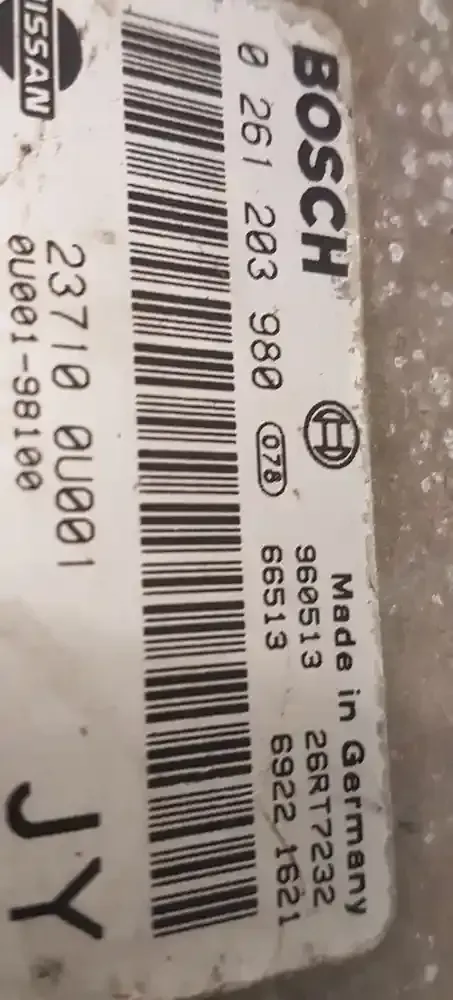 BOSCH
Made in Germany
0 261 203 980 078
960513 26RT7232
66513 6922 1621
NISSAN
23710 0U001
0U001-98100
JY